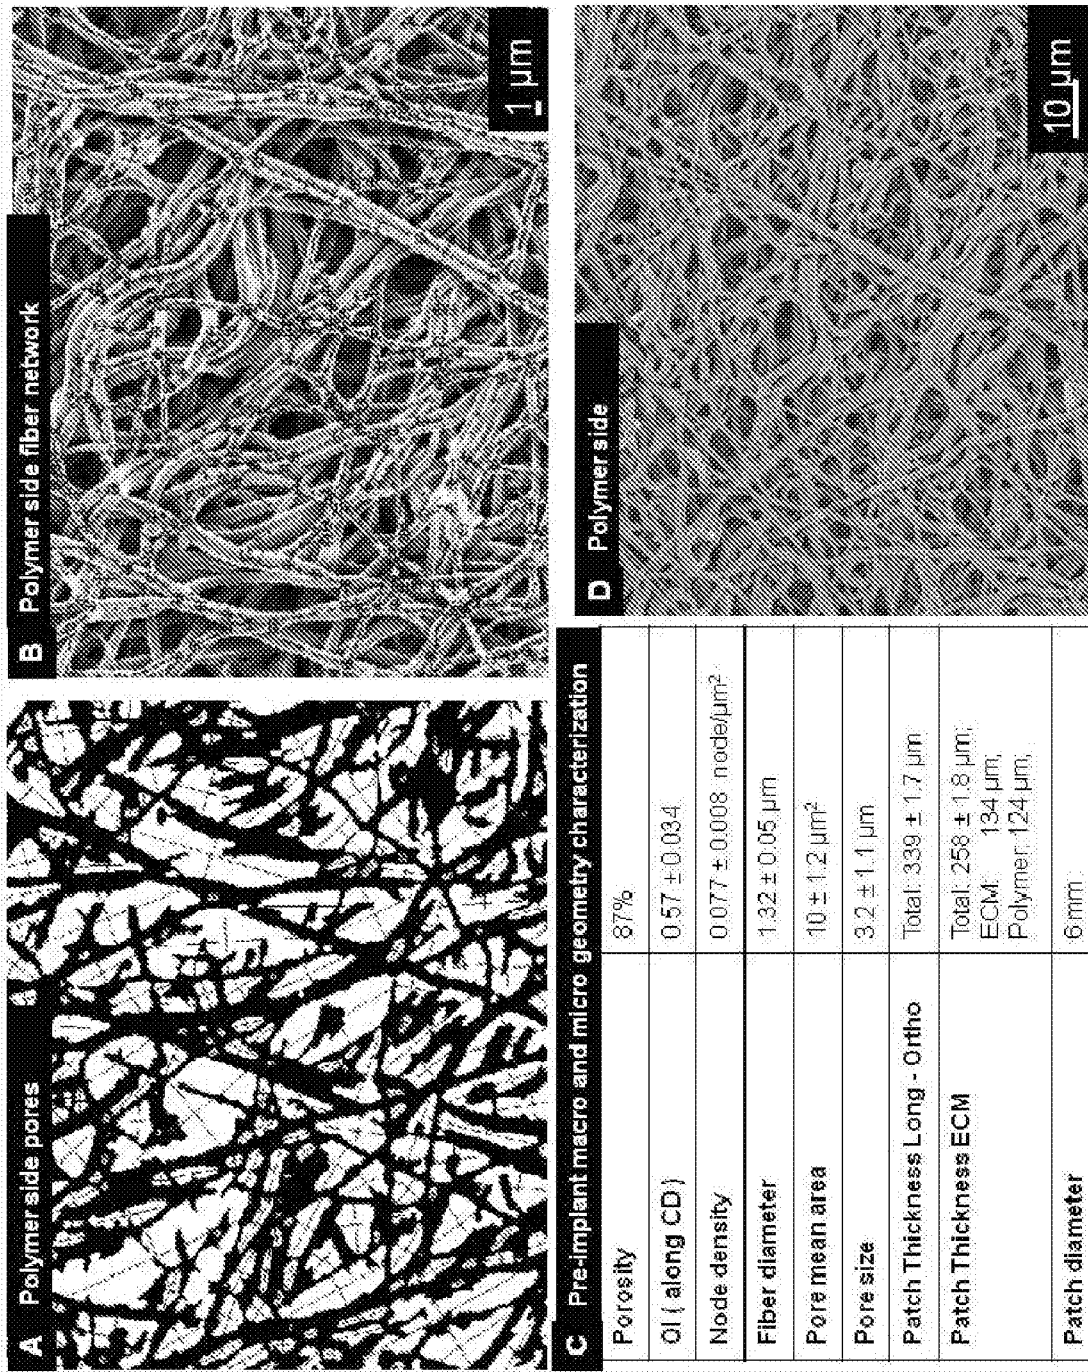 A Polymer side pores
B Polymer side fiber network
1 µm
C Pre-implant macro and micro geometry characterization
Porosity 87%
OI ( along CD ) 0.57 ± 0.034
Node density 0.077 ± 0.008 node/µm²
Fiber diameter 1.32 ± 0.05 µm
Pore mean area 10 ± 1.2 µm²
Pore size 3.2 ± 1.1 µm
Patch Thickness Long - Ortho Total: 339 ± 1.7 µm
Patch Thickness ECM Total: 258 ± 1.8 µm;
ECM: 134 µm;
Polymer: 124 µm;
Patch diameter 6 mm
D Polymer side
10 µm